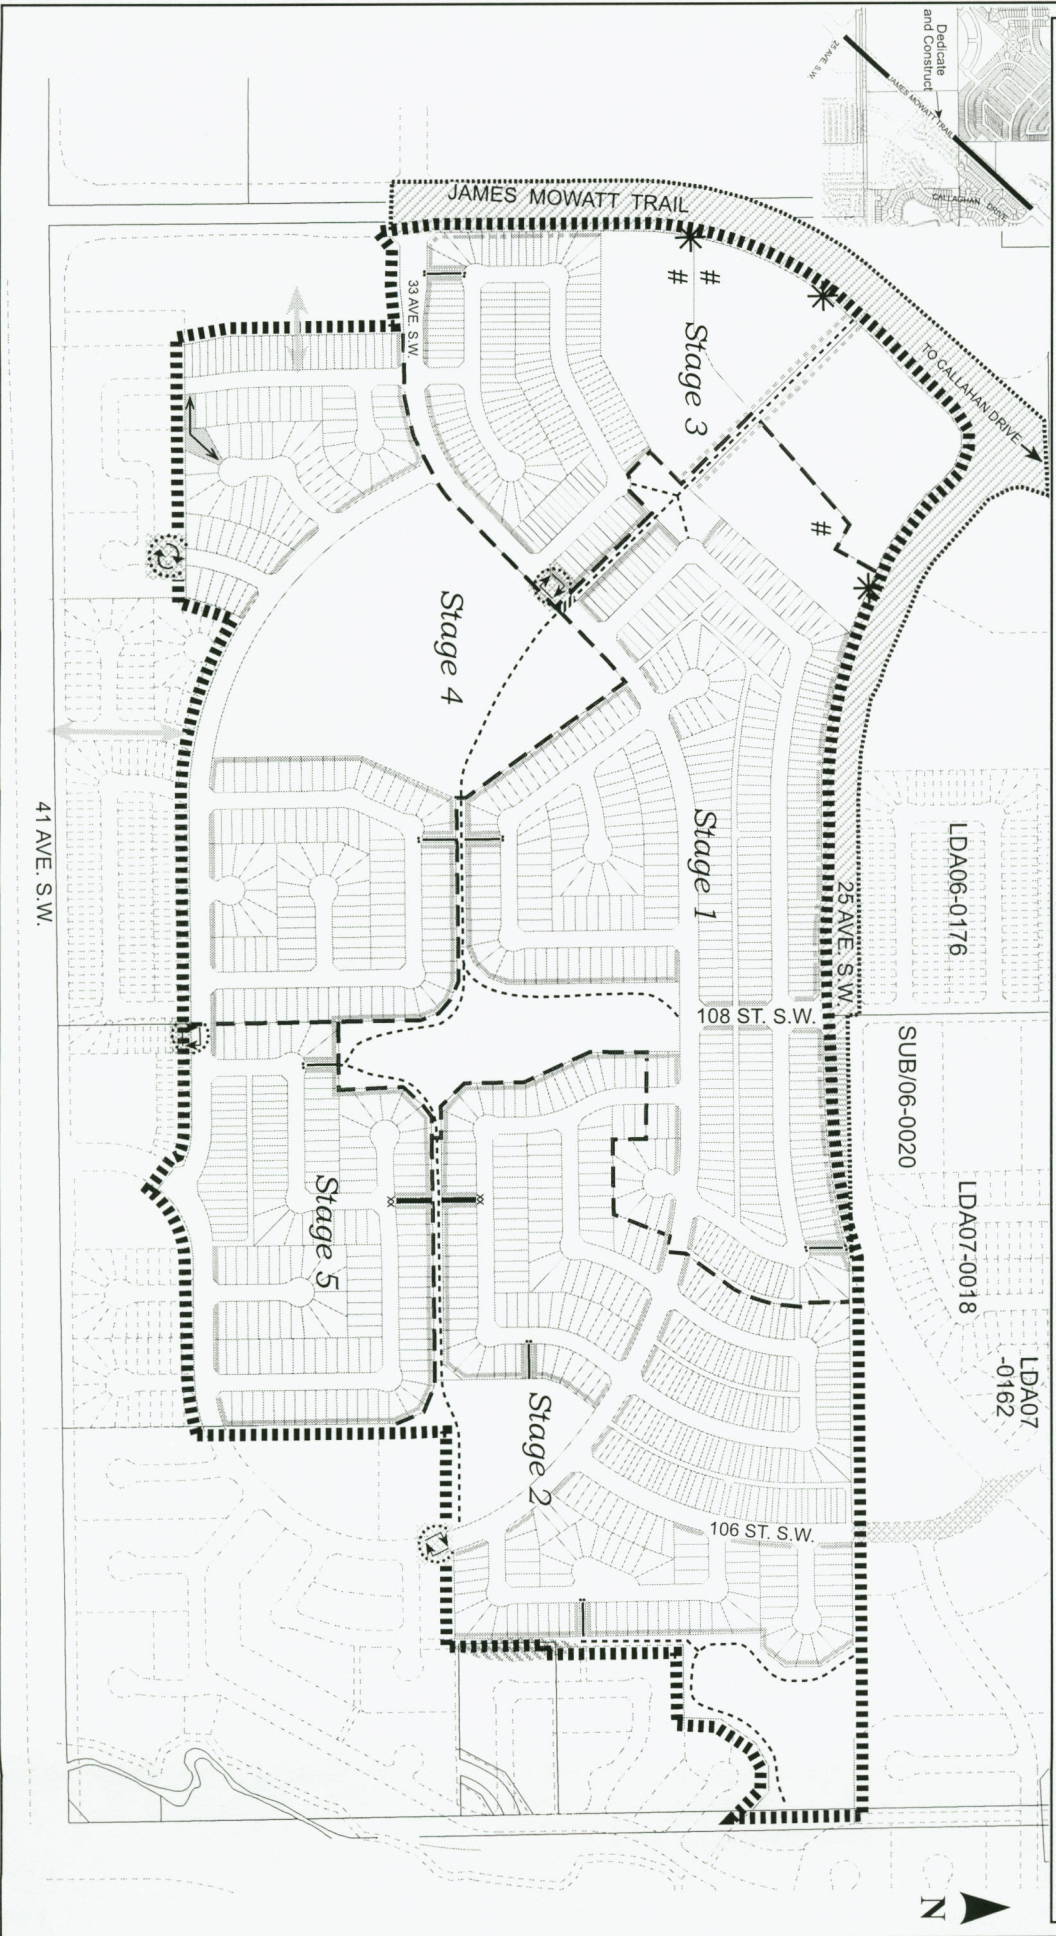 Dedicate
and Construct
25 AVE. S.W.
JAMES MOWATT TRAIL
CALLAGHAN DRIVE
JAMES MOWATT TRAIL
TO CALLAHAN DRIVE
33 AVE. S.W.
#
#
Stage 3
#
Stage 4
Stage 1
25 AVE. S.W.
LDA06-0176
41 AVE. S.W.
108 ST. S.W.
SUB/06-0020
LDA07-0018
LDA07
-0162
Stage 5
Stage 2
106 ST. S.W.
N